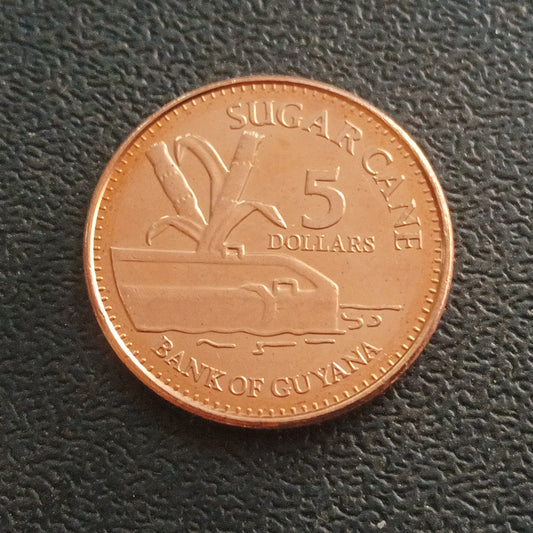 SUGAR CANE
5
DOLLARS
BANK OF GUYANA